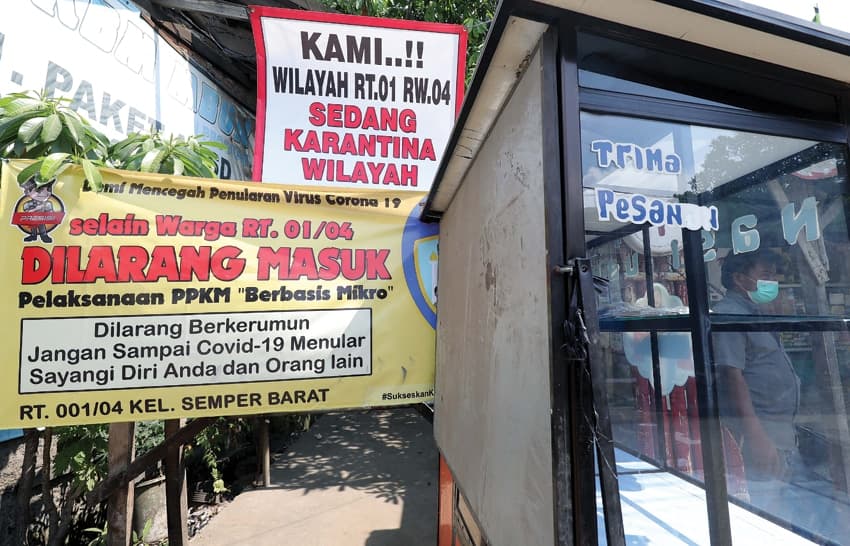 PAKET
KAMI..!!
WILAYAH RT.01 RW.04
SEDANG
KARANTINA
WILAYAH
Mencegah Penularan Virus Corona 19
selain Warga RT. 01/04
DILARANG MASUK
Pelaksanaan PPKM "Berbasis Mikro"
Dilarang Berkerumun
Jangan Sampai Covid-19 Menular
Sayangi Diri Anda dan Orang lain
RT. 001/04 KEL. SEMPER BARAT
PRESISI
TRIMA
PESANAN